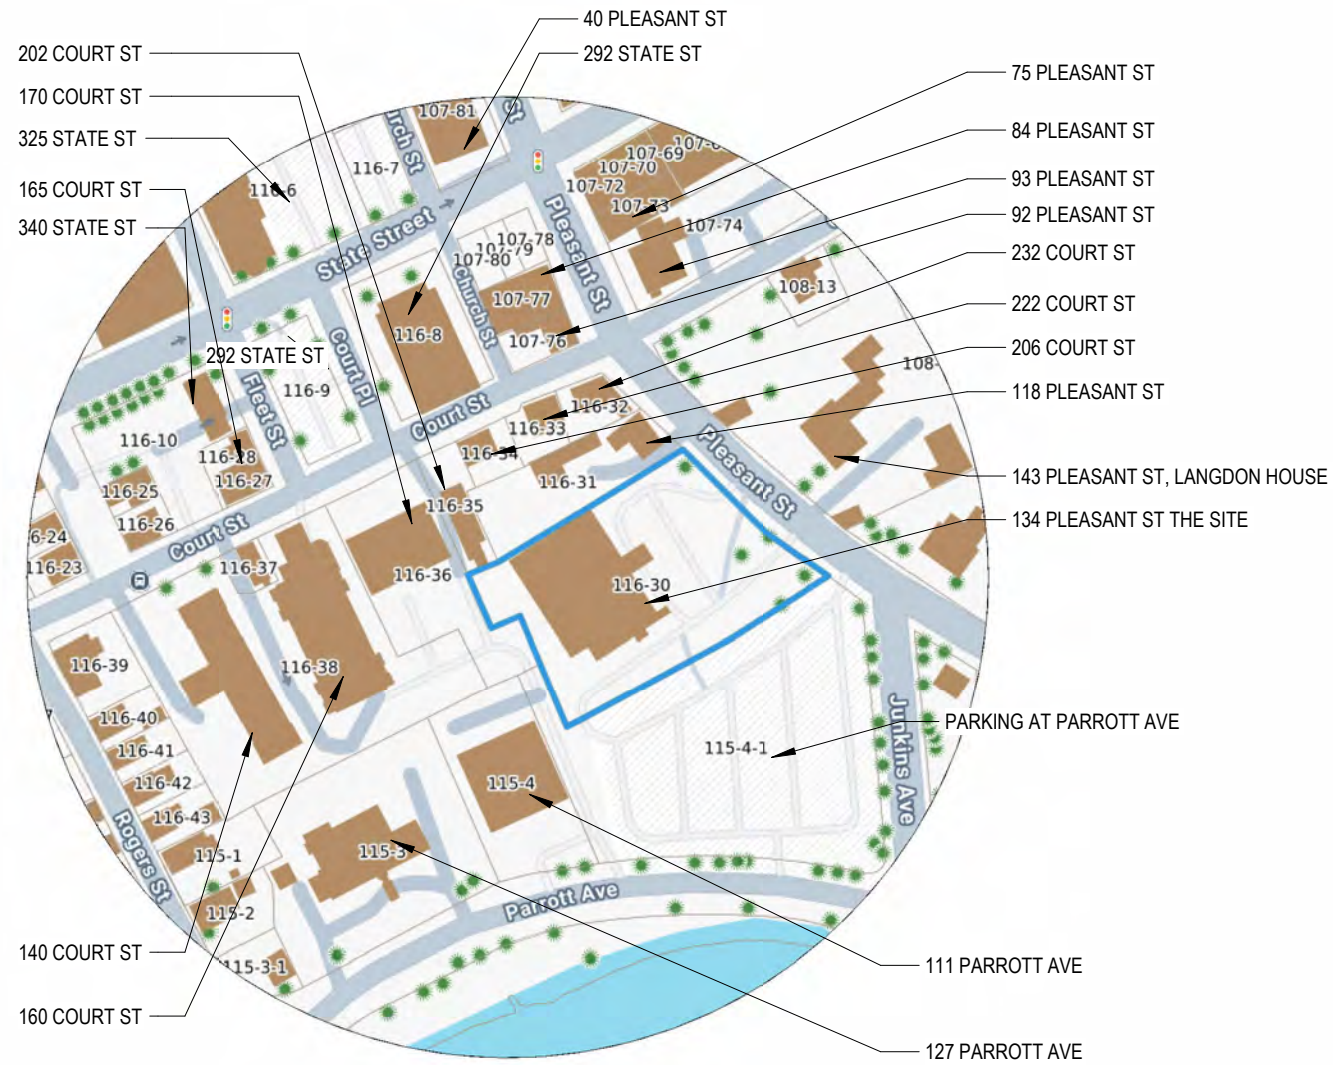 40 PLEASANT ST
292 STATE ST
202 COURT ST
170 COURT ST
325 STATE ST
165 COURT ST
340 STATE ST
75 PLEASANT ST
84 PLEASANT ST
93 PLEASANT ST
92 PLEASANT ST
232 COURT ST
222 COURT ST
206 COURT ST
118 PLEASANT ST
143 PLEASANT ST, LANGDON HOUSE
134 PLEASANT ST THE SITE
PARKING AT PARROTT AVE
111 PARROTT AVE
127 PARROTT AVE
140 COURT ST
160 COURT ST
292 STATE ST
107-81
St
116-7
116-6
107-69
107-70
107-72
107-73
107-74
State Street
Pleasant St
107-78
107-79
107-80
Church St
107-77
107-76
108-13
116-8
Court Pl
116-9
Fleet St
Court St
116-10
116-28
116-27
116-25
116-26
116-32
116-33
116-34
116-31
116-35
Pleasant St
Court St
116-23
116-37
116-36
116-30
116-38
116-39
116-40
116-41
116-42
116-43
Rogers St
115-1
115-2
115-3-1
115-3
115-4
115-4-1
Junkins Ave
Parrott Ave